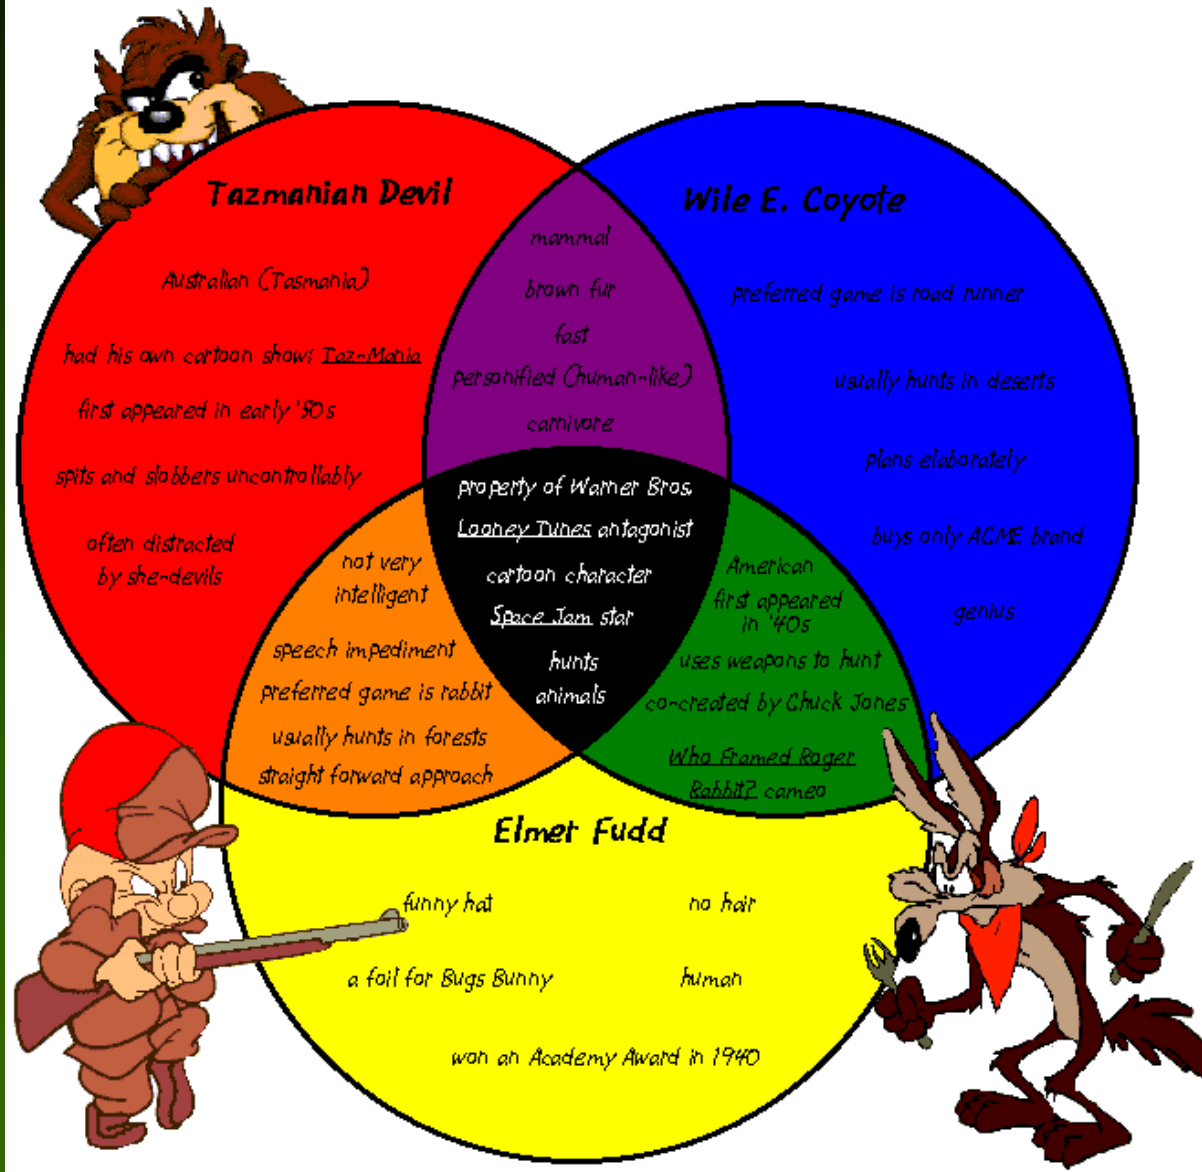 Tazmanian Devil
Australian (Tasmania)
had his own cartoon show: Taz-Mania
first appeared in early '50s
spits and slobbers uncontrollably
often distracted
by she-devils
mammal
brown fur
fast
personified (human-like)
carnivore
Wile E. Coyote
preferred game is road runner
usually hunts in deserts
plans elaborately
buys only ACME brand
genius
property of Warner Bros.
Looney Tunes antagonist
cartoon character
Space Jam star
hunts
animals
not very
intelligent
speech impediment
preferred game is rabbit
usually hunts in forests
straight forward approach
American
first appeared
in '40s
uses weapons to hunt
co-created by Chuck Jones
Who Framed Roger
Rabbit? cameo
Elmer Fudd
funny hat
no hair
a foil for Bugs Bunny
human
won an Academy Award in 1940